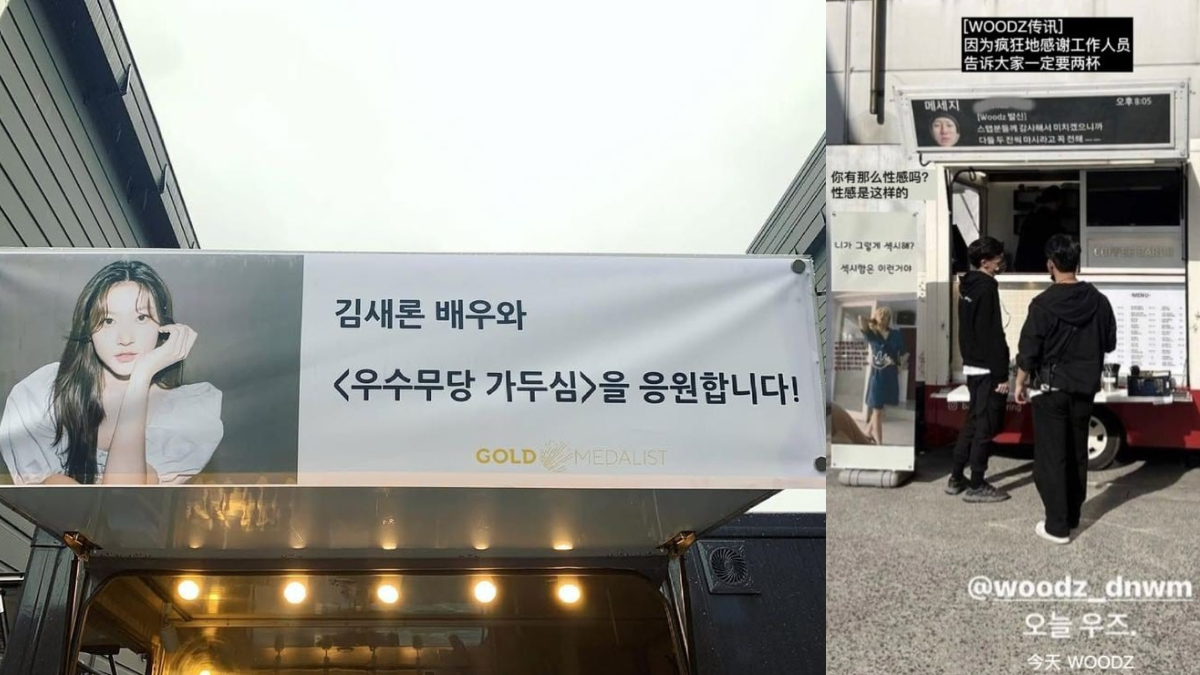 김새론 배우와
<우수무당 가두심>을 응원합니다!
GOLD MEDALIST
[WOODZ传讯]
因为疯狂地感谢工作人员
告诉大家一定要两杯
메세지
오후 8:05
[Woodz 발신]
스탭분들께 감사해서 미치겠으니까
다들 두 잔씩 마시라고 꼭 전해 ㅡㅡ
你有那么性感吗?
性感是这样的
니가 그렇게 섹시해?
섹시함은 이런거야
MENU
@woodz_dnwm
오늘 우즈.
今天 WOODZ